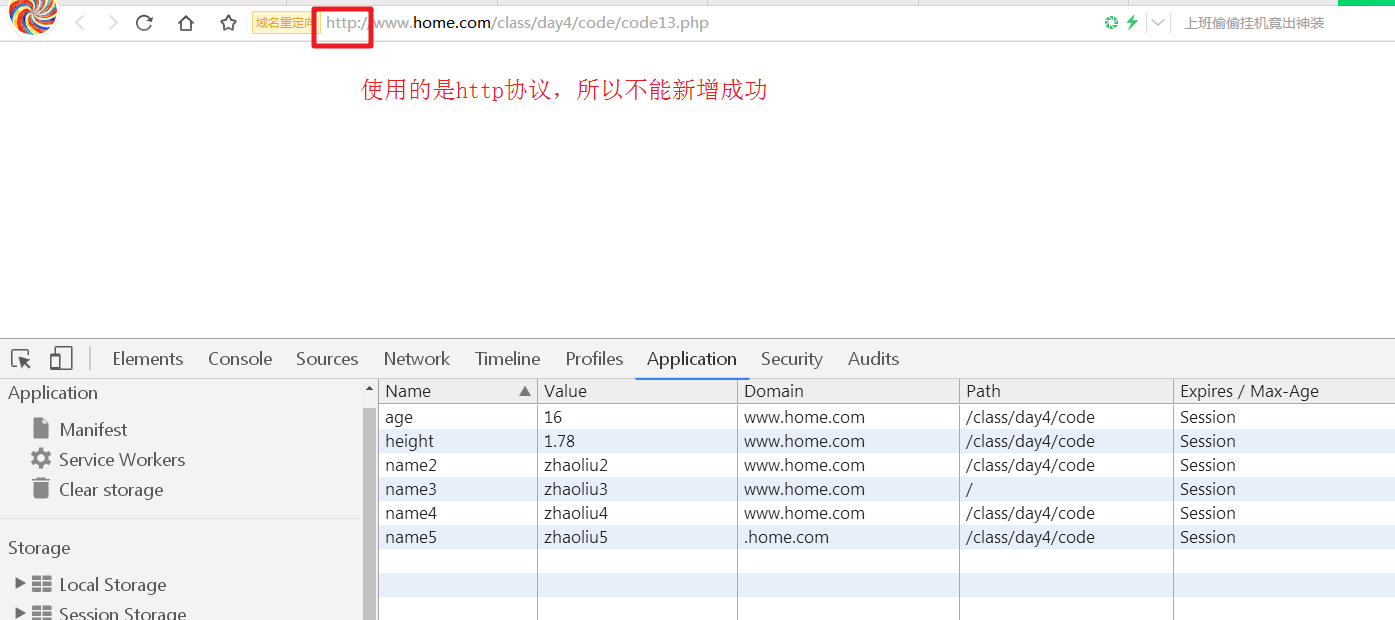 域名重定向 http://www.home.com/class/day4/code/code13.php 上班偷偷挂机竟出神装
使用的是http协议，所以不能新增成功
Elements Console Sources Network Timeline Profiles Application Security Audits
Application
Manifest
Service Workers
Clear storage
Storage
Local Storage
Session Storage
Name Value Domain Path Expires / Max-Age
age 16 www.home.com /class/day4/code Session
height 1.78 www.home.com /class/day4/code Session
name2 zhaoliu2 www.home.com /class/day4/code Session
name3 zhaoliu3 www.home.com / Session
name4 zhaoliu4 www.home.com /class/day4/code Session
name5 zhaoliu5 .home.com /class/day4/code Session